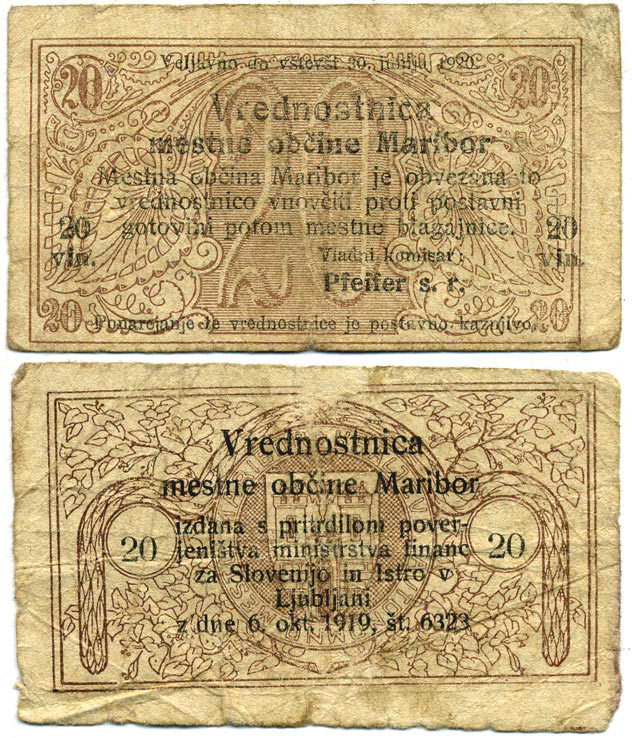 Veljavno do vštevši 30. junija 1920.
20 20
Vrednostnica
mestne občine Maribor
Mestna občina Maribor je obvezana to
vrednostnico vnovčiti proti postavni
gotovini potom mestne blagajnice.
20 vin.
20 vin.
Vladni komisar:
Pfeifer s. r.
20 20
20
Ponarejanje te vrednostnice je postavno kaznjivo.
Vrednostnica
mestne občine Maribor
izdana s pritrdilom pover-
jeništva ministrstva financ
za Slovenijo in Istro v
Ljubljani
z dne 6. okt. 1919, št. 6323
20 20